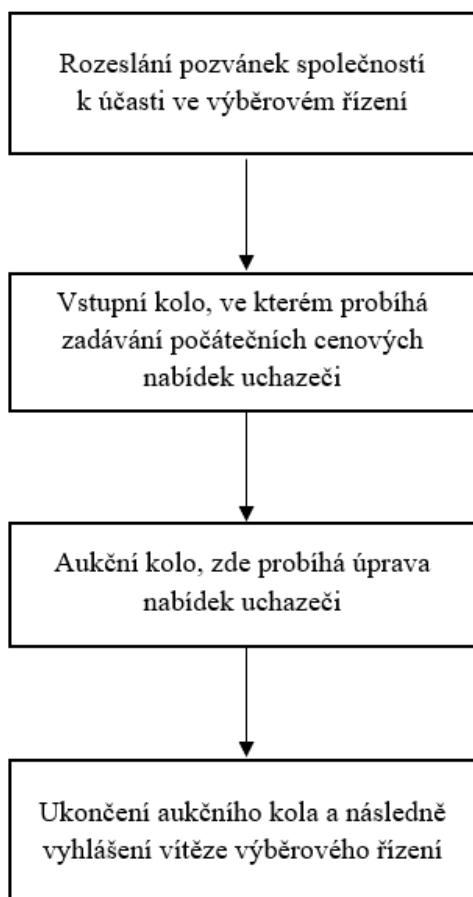 Rozeslání pozvánek společností
k účasti ve výběrovém řízení
Vstupní kolo, ve kterém probíhá
zadávání počátečních cenových
nabídek uchazeči
Aukční kolo, zde probíhá úprava
nabídek uchazeči
Ukončení aukčního kola a následně
vyhlášení vítěze výběrového řízení